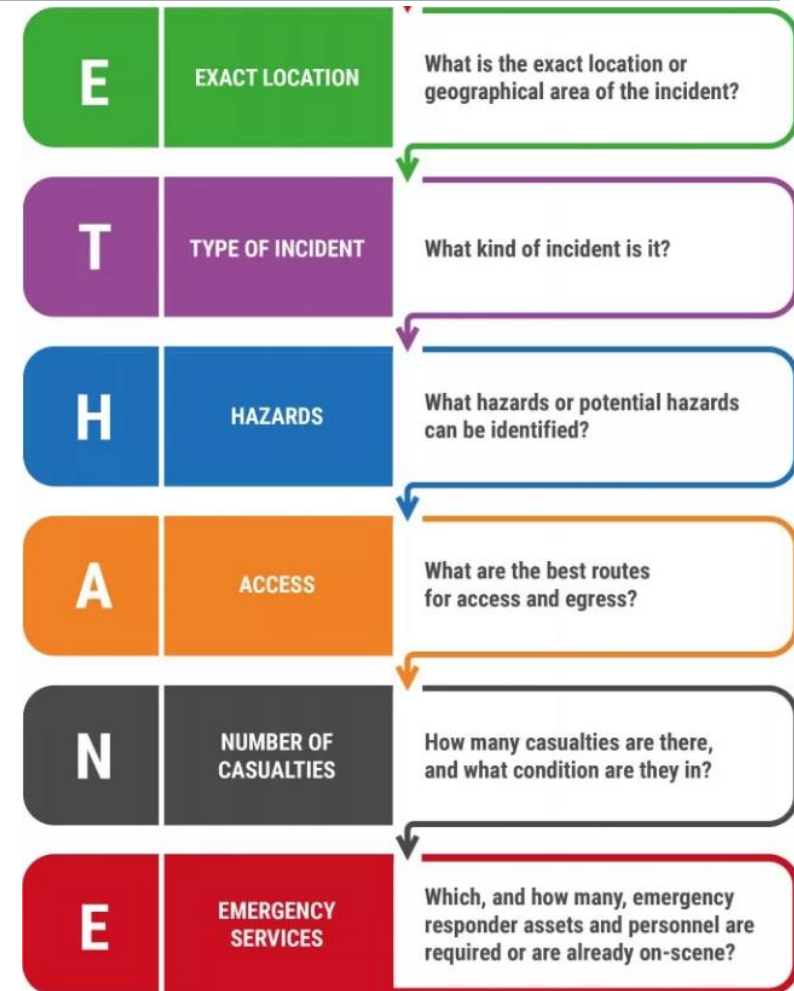 E
EXACT LOCATION
What is the exact location or
geographical area of the incident?
T
TYPE OF INCIDENT
What kind of incident is it?
H
HAZARDS
What hazards or potential hazards
can be identified?
A
ACCESS
What are the best routes
for access and egress?
N
NUMBER OF
CASUALTIES
How many casualties are there,
and what condition are they in?
E
EMERGENCY
SERVICES
Which, and how many, emergency
responder assets and personnel are
required or are already on-scene?